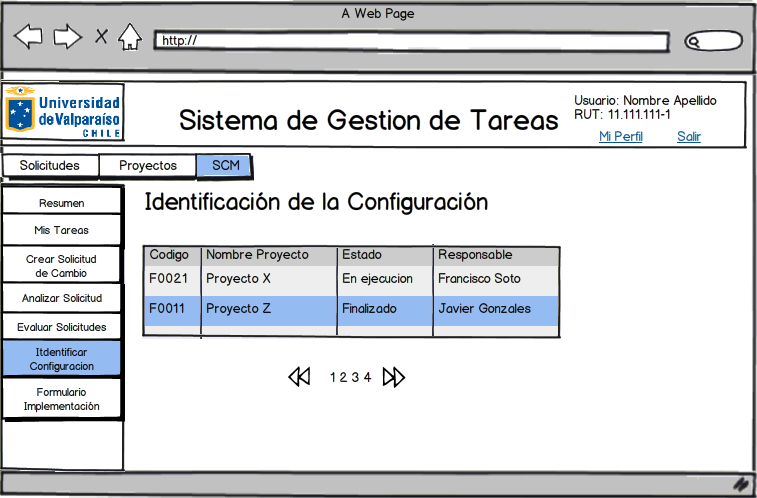 A Web Page
http://
Universidad
de Valparaíso
CHILE
Sistema de Gestion de Tareas
Usuario: Nombre Apellido
RUT: 11.111.111-1
Mi Perfil Salir
Solicitudes Proyectos SCM
Resumen
Mis Tareas
Crear Solicitud
de Cambio
Analizar Solicitud
Evaluar Solicitudes
Itdentificar
Configuracion
Formulario
Implementación
Identificación de la Configuración
Codigo Nombre Proyecto Estado Responsable
F0021 Proyecto X En ejecucion Francisco Soto
F0011 Proyecto Z Finalizado Javier Gonzales
1 2 3 4